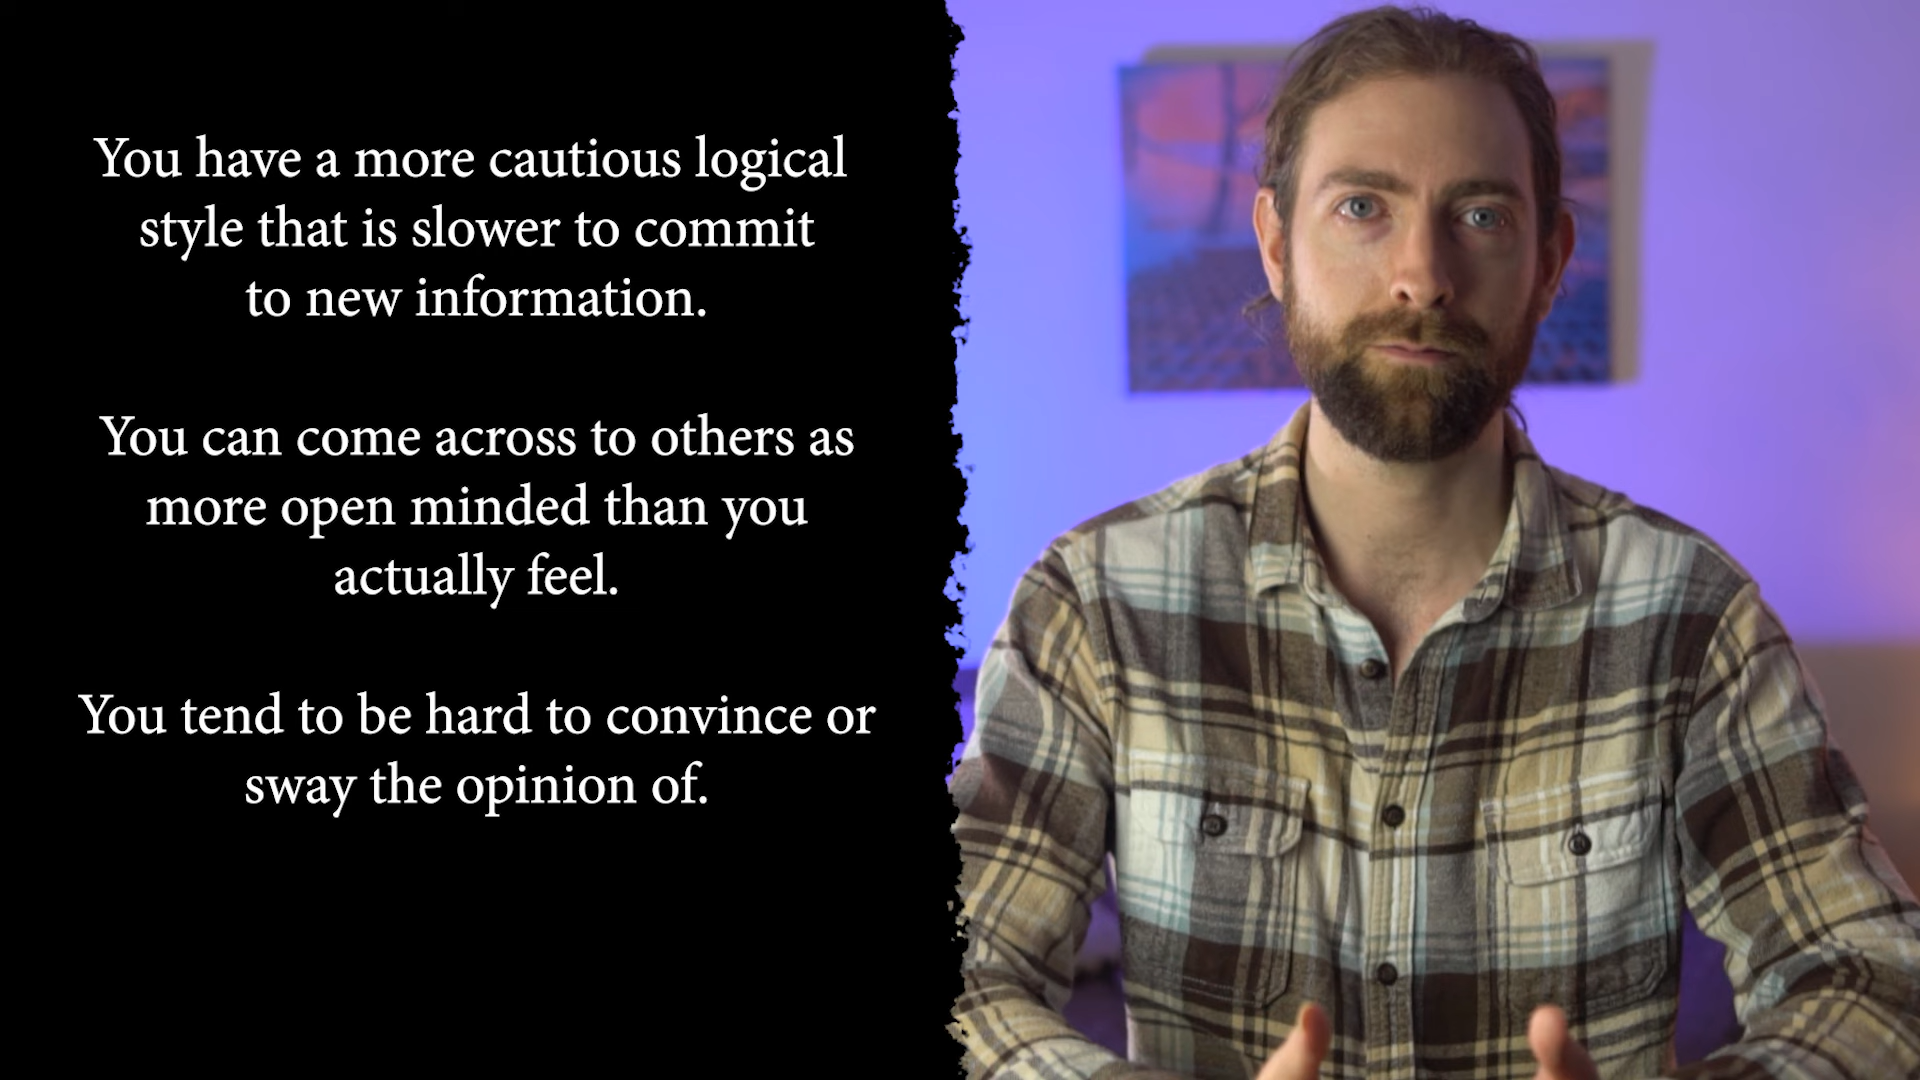 You have a more cautious logical
style that is slower to commit
to new information.
You can come across to others as
more open minded than you
actually feel.
You tend to be hard to convince or
sway the opinion of.